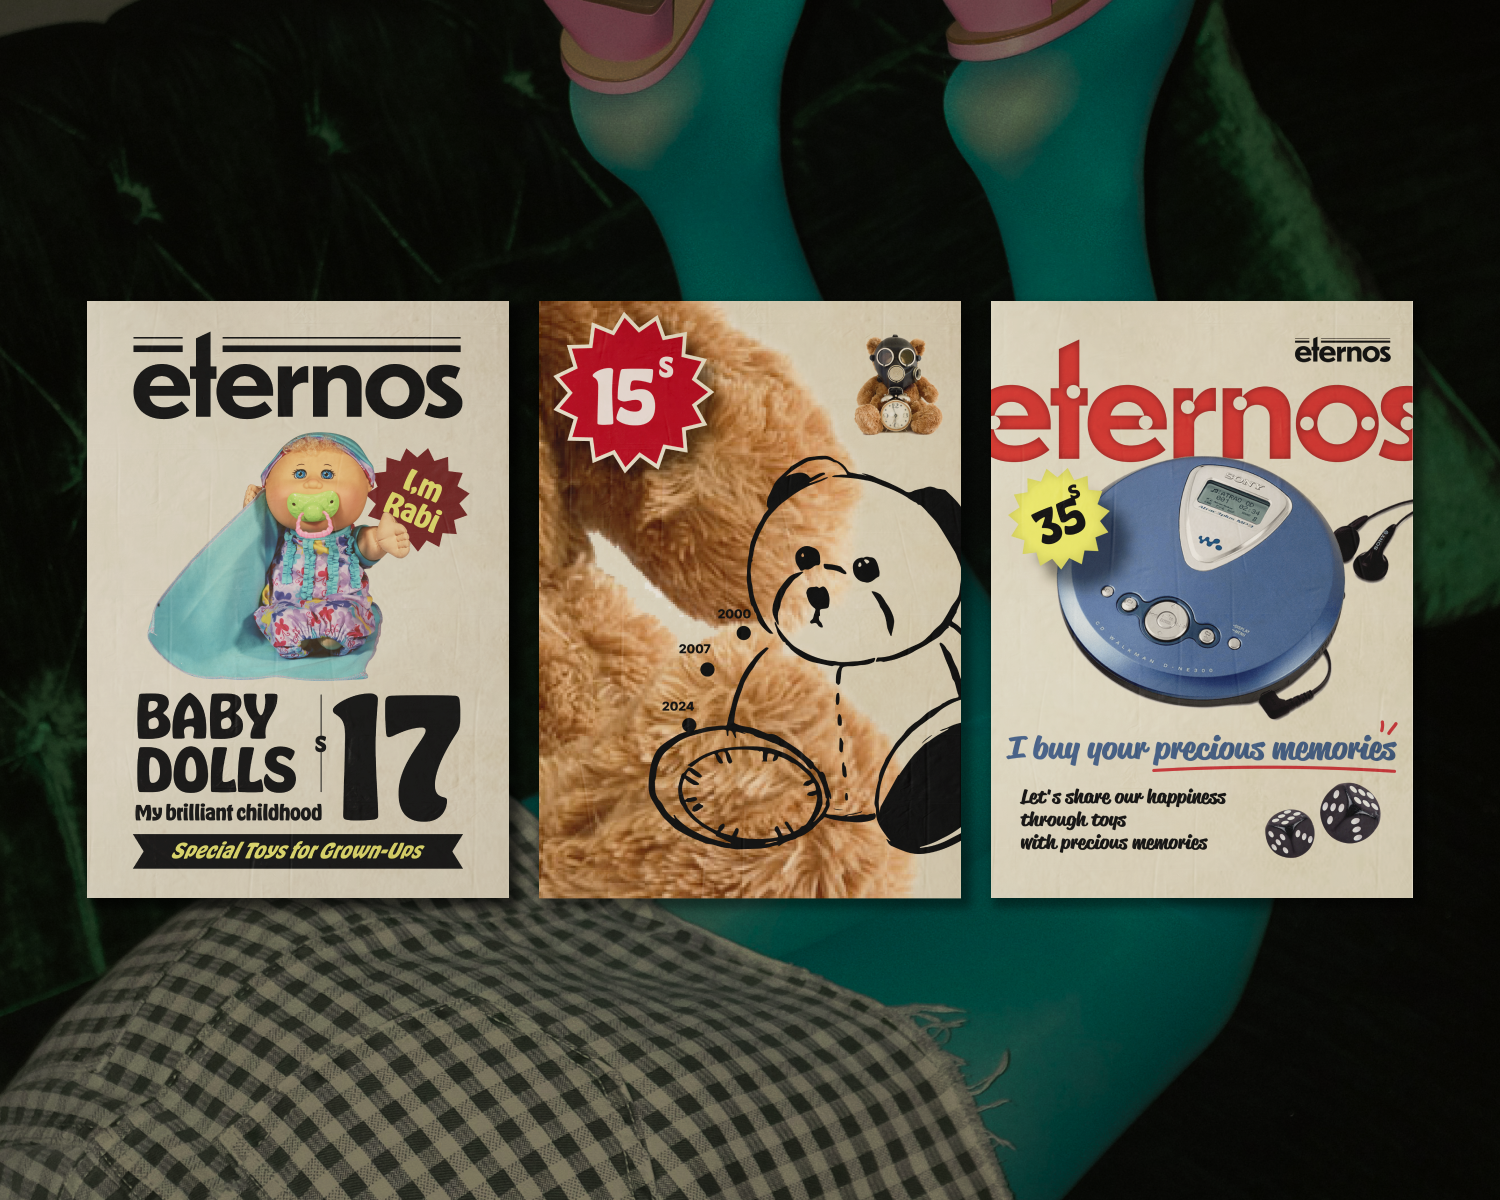 eternos
I,m
Rabi
BABY
DOLLS
$17
My brilliant childhood
Special Toys for Grown-Ups
15$
2000
2007
2024
eternos
eternos
35$
SONY
I buy your precious memories
Let's share our happiness
through toys
with precious memories